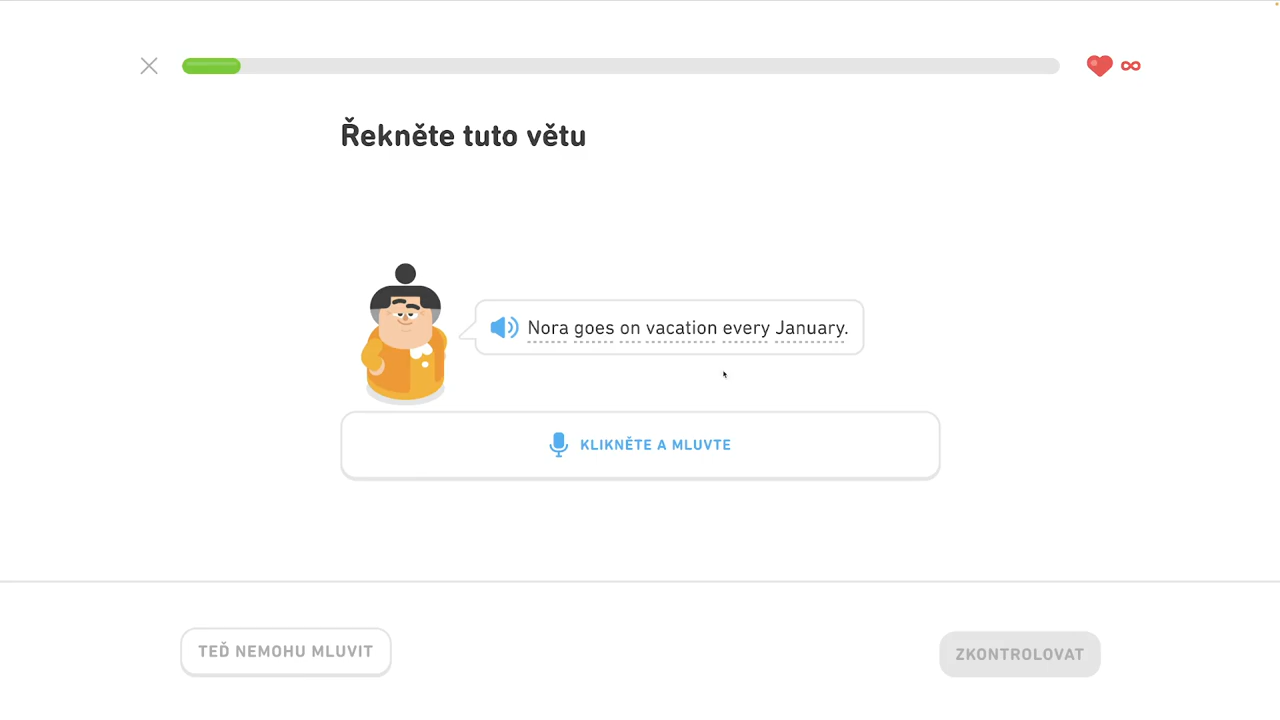 Řekněte tuto větu
Nora goes on vacation every January.
KLIKNĚTE A MLUVTE
TEĎ NEMOHU MLUVIT
ZKONTROLOVAT